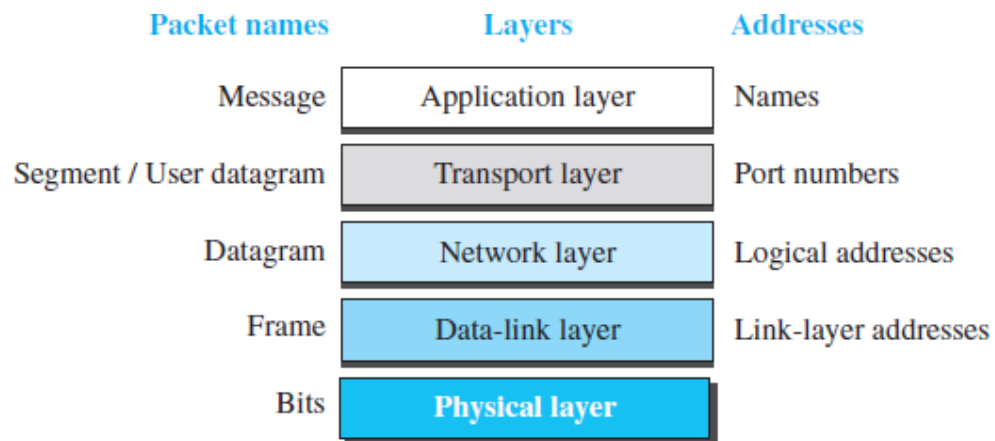 Packet names Layers Addresses
Message Application layer Names
Segment / User datagram Transport layer Port numbers
Datagram Network layer Logical addresses
Frame Data-link layer Link-layer addresses
Bits Physical layer